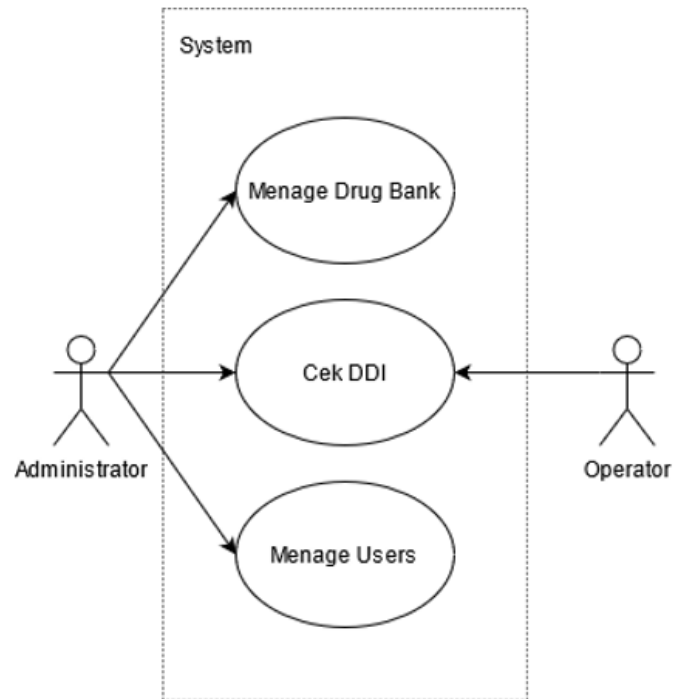 System
Menage Drug Bank
Cek DDI
Administrator
Operator
Menage Users